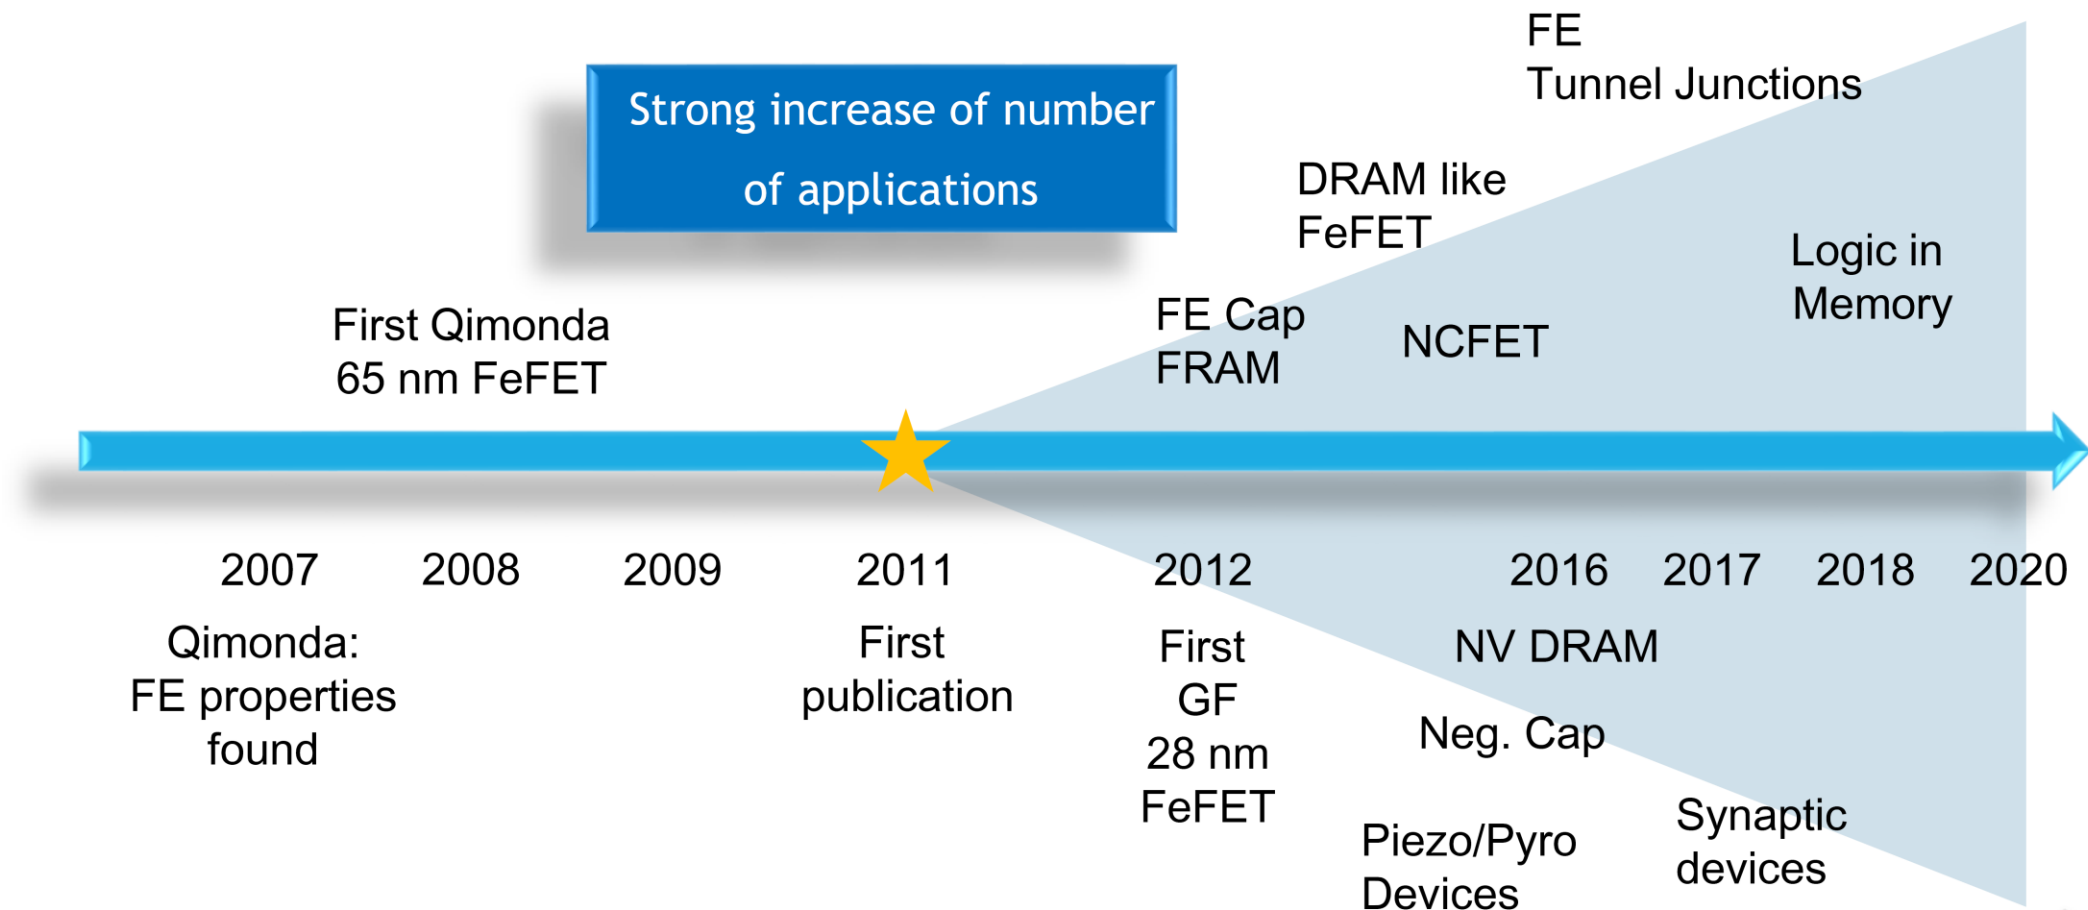 FE
Tunnel Junctions
Strong increase of number
of applications
DRAM like
FeFET
Logic in
Memory
First Qimonda
65 nm FeFET
FE Cap
FRAM
NCFET
2007
2008
2009
2011
2012
2016
2017
2018
2020
Qimonda:
FE properties
found
First
publication
First
GF
28 nm
FeFET
NV DRAM
Neg. Cap
Piezo/Pyro
Devices
Synaptic
devices